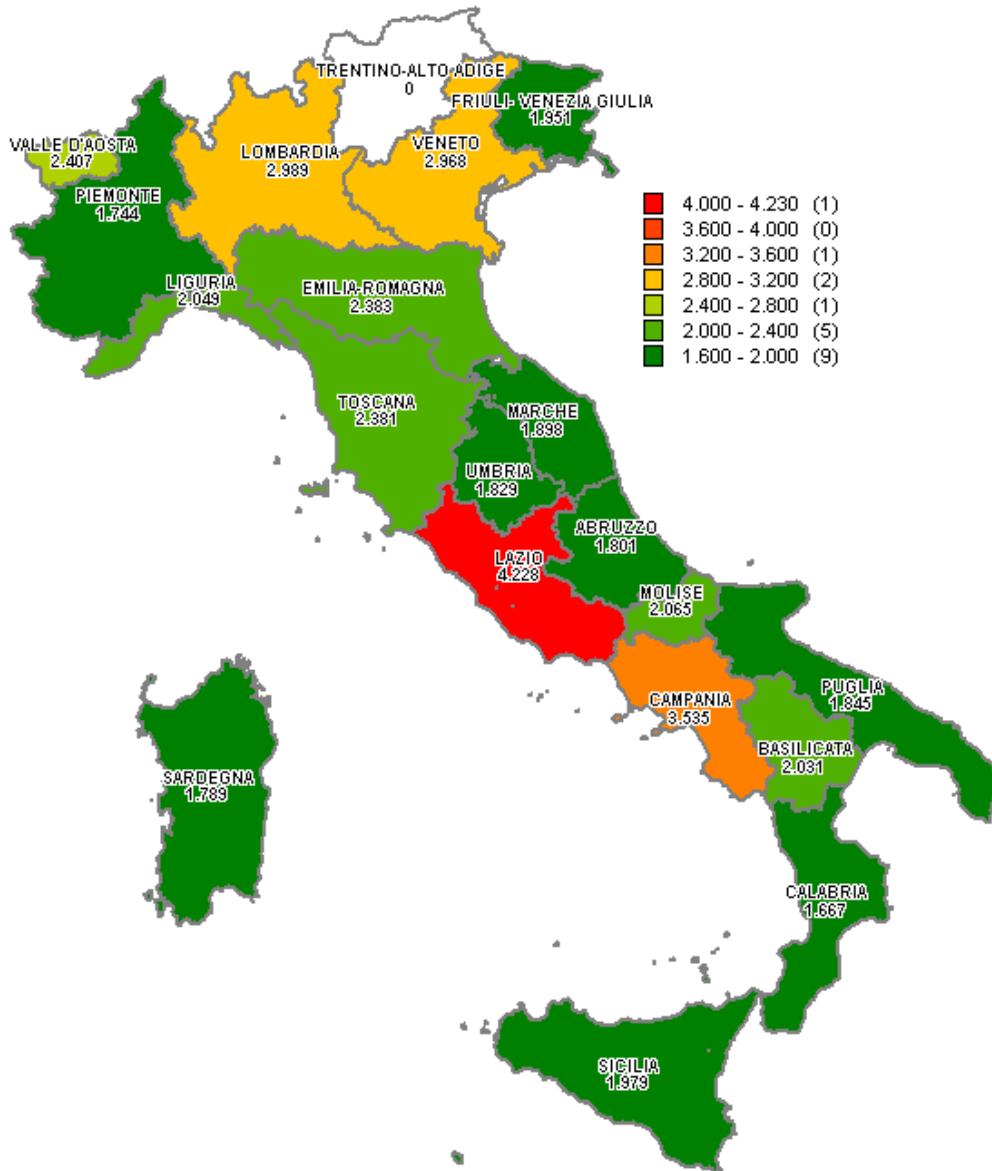 TRENTINO-ALTO ADIGE
0
FRIULI- VENEZIA GIULIA
1.951
VALLE D'AOSTA
2.407
LOMBARDIA
2.989
VENETO
2.968
PIEMONTE
1.744
4.000 - 4.230 (1)
3.600 - 4.000 (0)
3.200 - 3.600 (1)
2.800 - 3.200 (2)
2.400 - 2.800 (1)
2.000 - 2.400 (5)
1.600 - 2.000 (9)
LIGURIA
2.049
EMILIA-ROMAGNA
2.383
TOSCANA
2.381
MARCHE
1.898
UMBRIA
1.829
ABRUZZO
1.801
LAZIO
4.228
MOLISE
2.065
CAMPANIA
3.535
PUGLIA
1.845
BASILICATA
2.031
SARDEGNA
1.789
CALABRIA
1.667
SICILIA
1.979